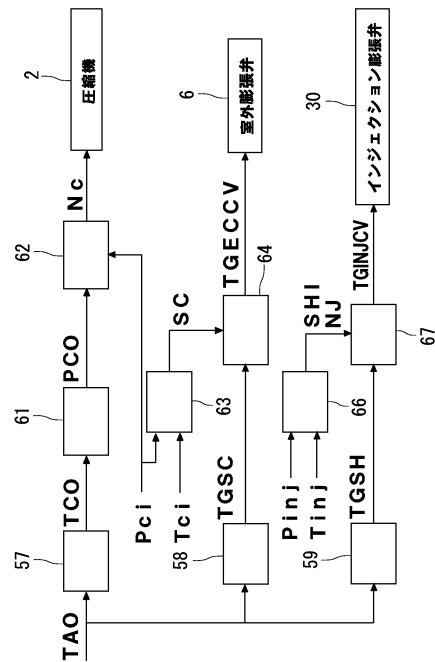 2
圧縮機
Nc
62
PCO
61
TCO
57
TAO
6
室外膨張弁
TGECCV
64
SC
63
Pci
Tci
TGSC
58
30
インジェクション膨張弁
TGINJCV
67
SHI
NJ
66
Pinj
Tinj
TGSH
59